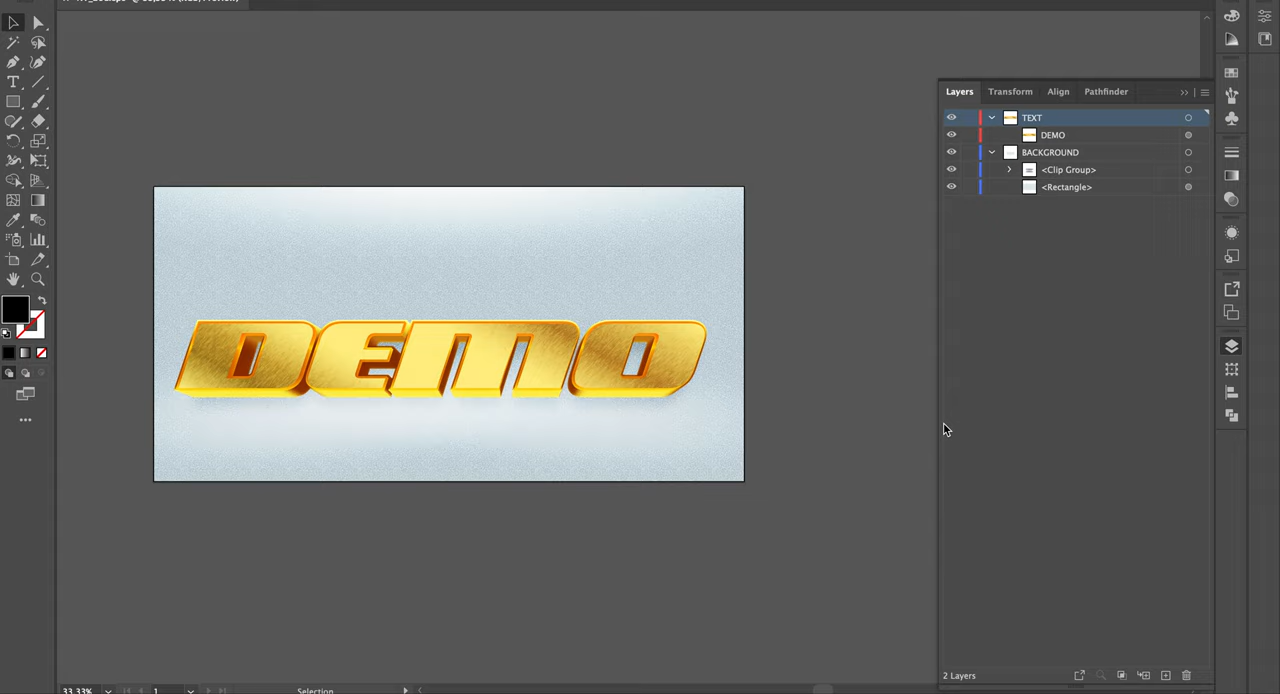 Layers Transform Align Pathfinder
TEXT
DEMO
BACKGROUND
<Clip Group>
<Rectangle>
DEMO
2 Layers
33.33% 1 Selection